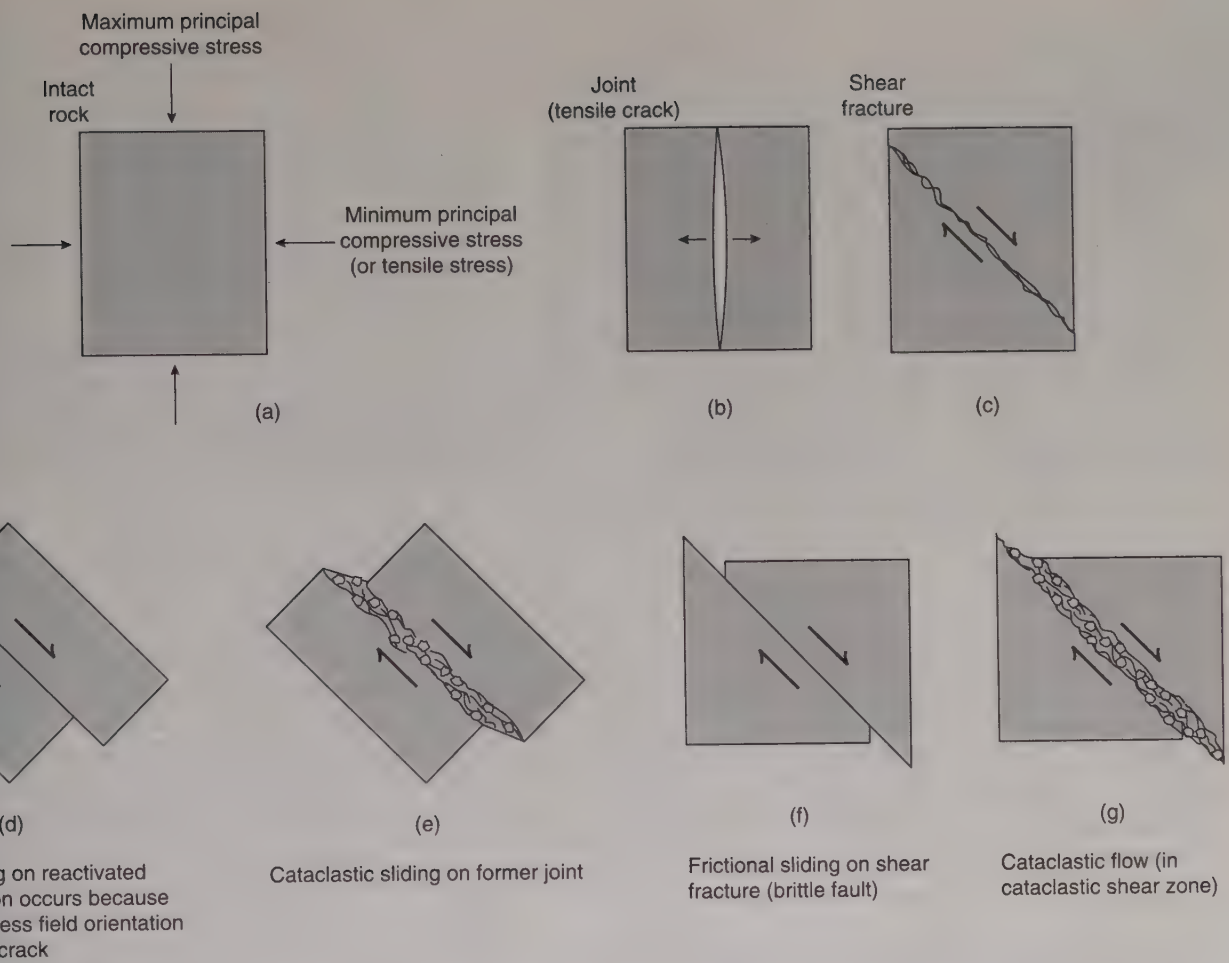 Maximum principal
compressive stress
Intact
rock
Minimum principal
compressive stress
(or tensile stress)
(a)
Joint
(tensile crack)
(b)
Shear
fracture
(c)
(d)
on reactivated
occurs because
field orientation
crack
(e)
Cataclastic sliding on former joint
(f)
Frictional sliding on shear
fracture (brittle fault)
(g)
Cataclastic flow (in
cataclastic shear zone)